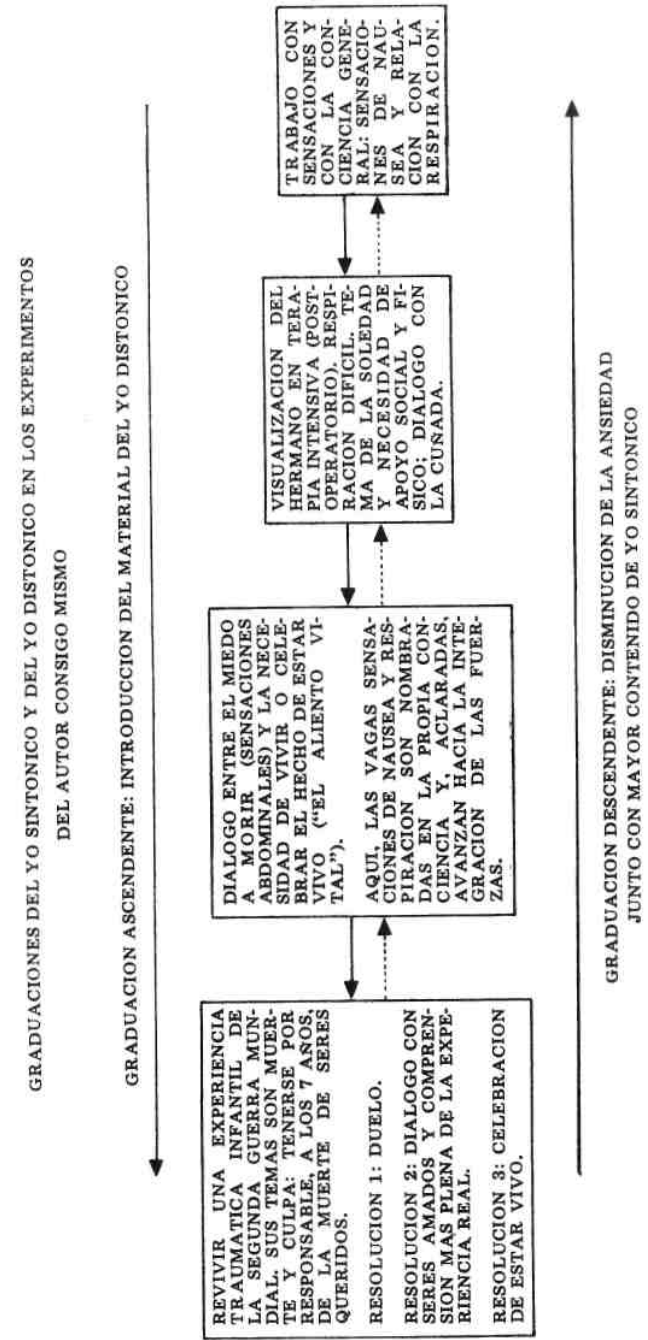 GRADUACIONES DEL YO SINTONICO Y DEL YO DISTONICO EN LOS EXPERIMENTOS
DEL AUTOR CONSIGO MISMO
GRADUACION ASCENDENTE: INTRODUCCION DEL MATERIAL DEL YO DISTONICO
REVIVIR UNA EXPERIENCIA
TRAUMATICA INFANTIL DE
LA SEGUNDA GUERRA MUN-
DIAL. SUS TEMAS SON MUER-
TE Y CULPA: TENERSE POR
RESPONSABLE, A LOS 7 AÑOS,
DE LA MUERTE DE SERES
QUERIDOS.
RESOLUCION 1: DUELO.
RESOLUCION 2: DIALOGO CON
SERES AMADOS Y COMPREN-
SION MAS PLENA DE LA EXPE-
RIENCIA REAL.
RESOLUCION 3: CELEBRACION
DE ESTAR VIVO.
DIALOGO ENTRE EL MIEDO
A MORIR (SENSACIONES
ABDOMINALES) Y LA NECE-
SIDAD DE VIVIR O CELE-
BRAR EL HECHO DE ESTAR
VIVO (“EL ALIENTO VI-
TAL”).
AQUI, LAS VAGAS SENSA-
CIONES DE NAUSEA Y RES-
PIRACION SON NOMBRA-
DAS EN LA PROPIA CON-
CIENCIA Y, ACLARADAS,
AVANZAN HACIA LA INTE-
GRACION DE LAS FUER-
ZAS.
VISUALIZACION DEL
HERMANO EN TERA-
PIA INTENSIVA (POST-
OPERATORIO). RESPI-
RACION DIFICIL. TE-
MA DE LA SOLEDAD
Y NECESIDAD DE
APOYO SOCIAL Y FI-
SICO; DIALOGO CON
LA CUÑADA.
TRABAJO CON
SENSACIONES Y
CON LA CON-
CIENCIA GENE-
RAL: SENSACIO-
NES DE NAU-
SEA Y RELA-
CION CON LA
RESPIRACION.
GRADUACION DESCENDENTE: DISMINUCION DE LA ANSIEDAD
JUNTO CON MAYOR CONTENIDO DE YO SINTONICO